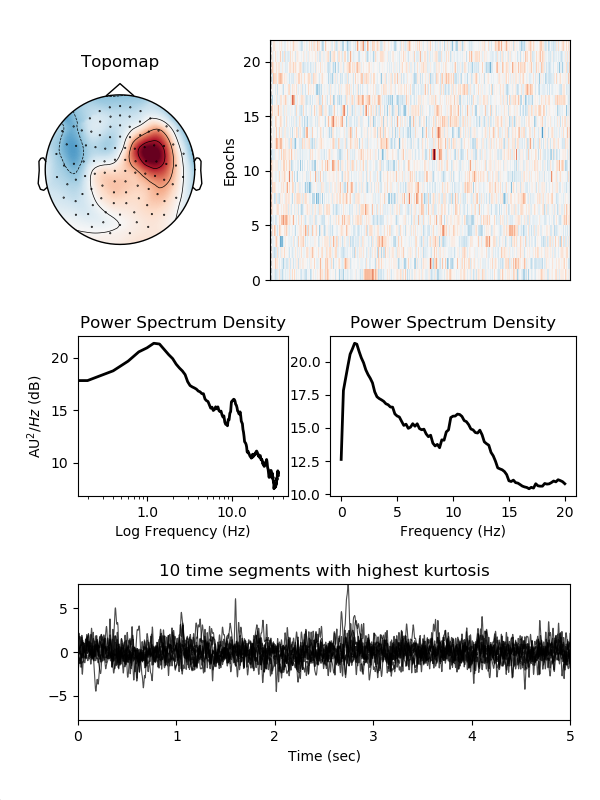 Topomap
Epochs
20
15
10
5
0
Power Spectrum Density
AU²/Hz (dB)
20
15
10
1.0 10.0
Log Frequency (Hz)
Power Spectrum Density
20.0
17.5
15.0
12.5
10.0
0 5 10 15 20
Frequency (Hz)
10 time segments with highest kurtosis
5
0
−5
0 1 2 3 4 5
Time (sec)